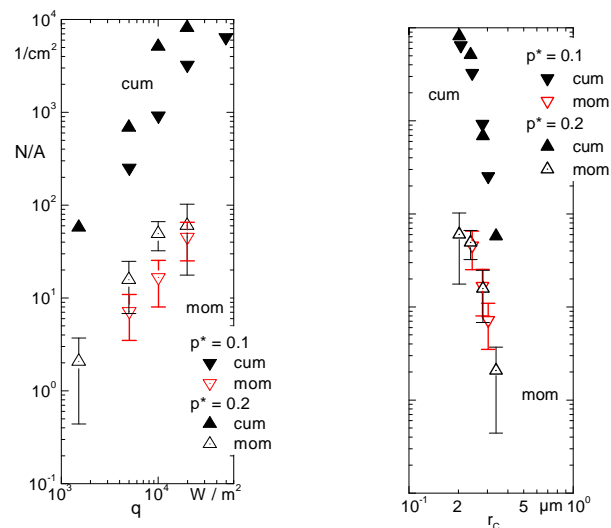 10^4
1/cm^2
10^3
N/A
10^2
10^1
10^0
10^-1
cum
mom
p* = 0.1
cum
mom
p* = 0.2
cum
mom
10^3
10^4
W / m^2
q
cum
p* = 0.1
cum
mom
p* = 0.2
cum
mom
mom
10^-1
2
5
µm
10^0
r_C